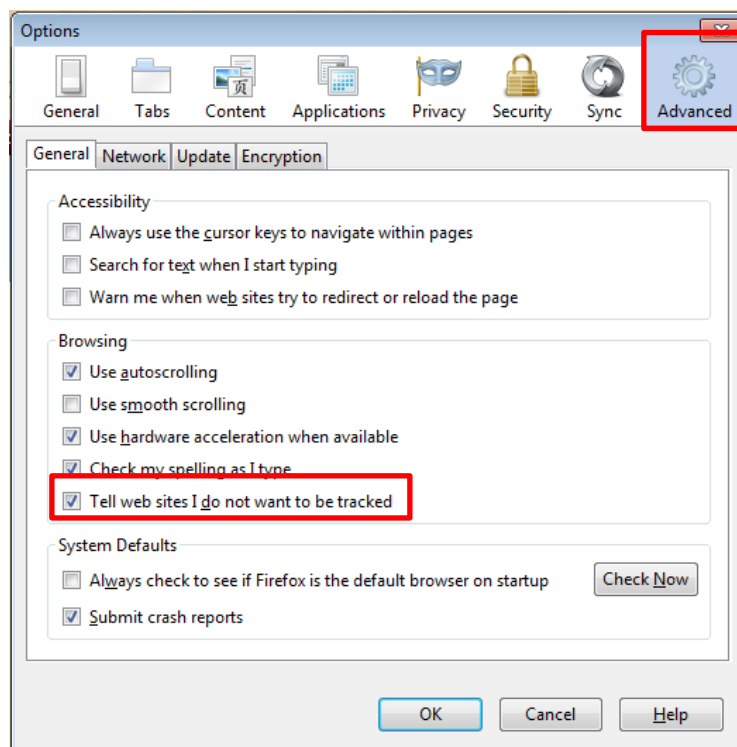 Options
General Tabs Content Applications Privacy Security Sync Advanced
页
General Network Update Encryption
Accessibility
Always use the cursor keys to navigate within pages
Search for text when I start typing
Warn me when web sites try to redirect or reload the page
Browsing
Use autoscrolling
Use smooth scrolling
Use hardware acceleration when available
Check my spelling as I type
Tell web sites I do not want to be tracked
System Defaults
Always check to see if Firefox is the default browser on startup Check Now
Submit crash reports
OK Cancel Help